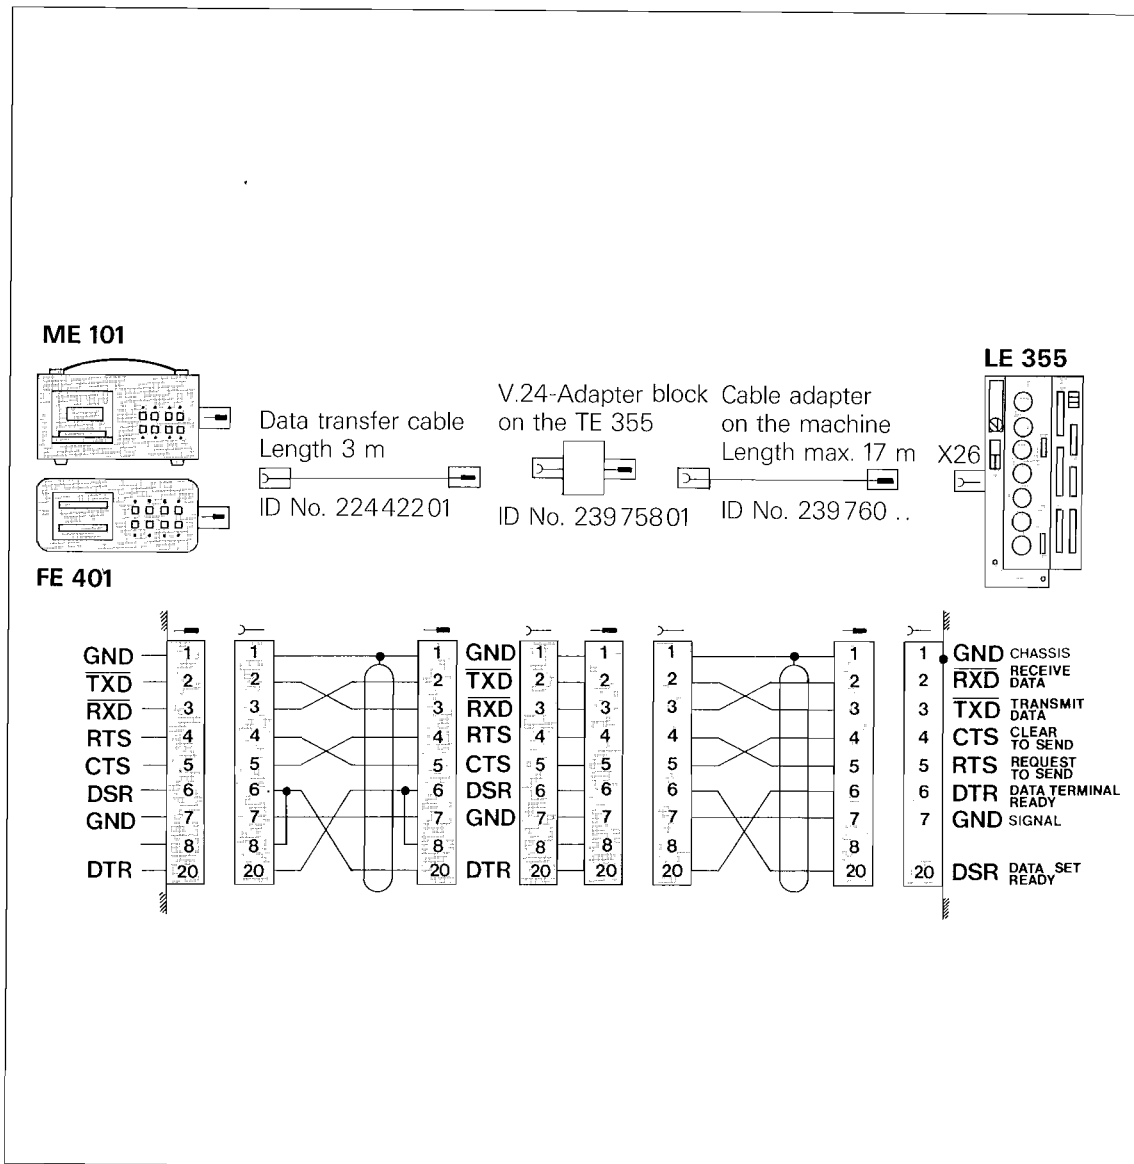 ME 101
LE 355
Data transfer cable
Length 3 m
V.24-Adapter block
on the TE 355
Cable adapter
on the machine
Length max. 17 m
X26
ID No. 22442201
ID No. 23975801
ID No. 239760 ..
FE 401
GND 1 1 1 GND 1 1 1 1 1 GND CHASSIS
TXD 2 2 2 TXD 2 2 2 2 2 RXD RECEIVE DATA
RXD 3 3 3 RXD 3 3 3 3 3 TXD TRANSMIT DATA
RTS 4 4 4 RTS 4 4 4 4 4 CTS CLEAR TO SEND
CTS 5 5 5 CTS 5 5 5 5 5 RTS REQUEST TO SEND
DSR 6 6 6 DSR 6 6 6 6 6 DTR DATA TERMINAL READY
GND 7 7 7 GND 7 7 7 7 7 GND SIGNAL
8 8 8 8 8 8 8
DTR 20 20 20 DTR 20 20 20 20 20 DSR DATA SET READY